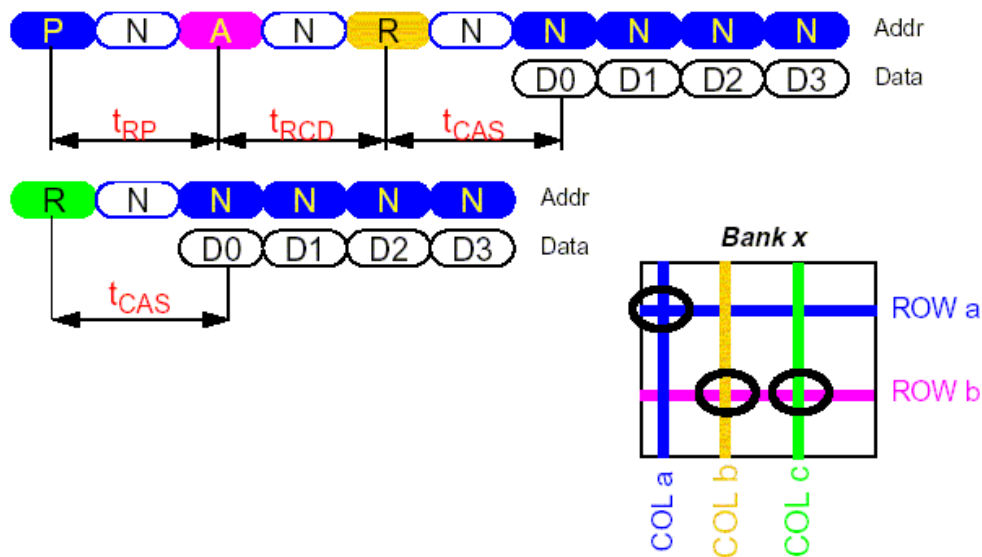 P N A N R N N N N N Addr
D0 D1 D2 D3 Data
tRP tRCD tCAS
R N N N N N Addr
D0 D1 D2 D3 Data
tCAS
Bank x
ROW a
ROW b
COL a
COL b
COL c